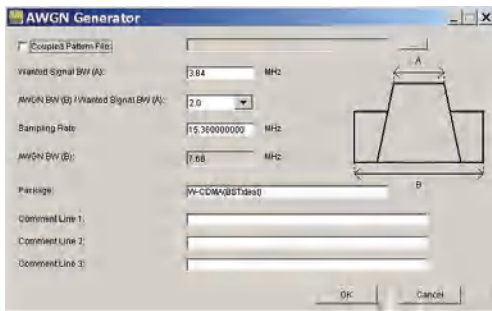 AWGN Generator
Coupled Pattern File: ...
Wanted Signal BW (A): 3.84 MHz
A
AWGN BW (B) / Wanted Signal BW (A): 2.0
Sampling Rate 15.360000000 MHz
AWGN BW (B): 7.68 MHz
B
Package: W-CDMA(BSTxtest)
Comment Line 1:
Comment Line 2:
Comment Line 3:
OK Cancel